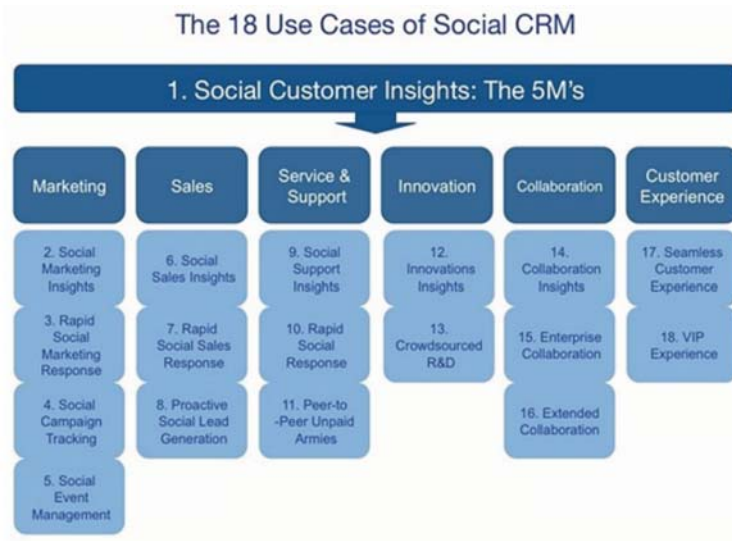 The 18 Use Cases of Social CRM
1. Social Customer Insights: The 5M's
Marketing
Sales
Service &
Support
Innovation
Collaboration
Customer
Experience
2. Social
Marketing
Insights
3. Rapid
Social
Marketing
Response
4. Social
Campaign
Tracking
5. Social
Event
Management
6. Social
Sales Insights
7. Rapid
Social Sales
Response
8. Proactive
Social Lead
Generation
9. Social
Support
Insights
10. Rapid
Social
Response
11. Peer-to
-Peer Unpaid
Armies
12.
Innovations
Insights
13.
Crowdsourced
R&D
14.
Collaboration
Insights
15. Enterprise
Collaboration
16. Extended
Collaboration
17. Seamless
Customer
Experience
18. VIP
Experience